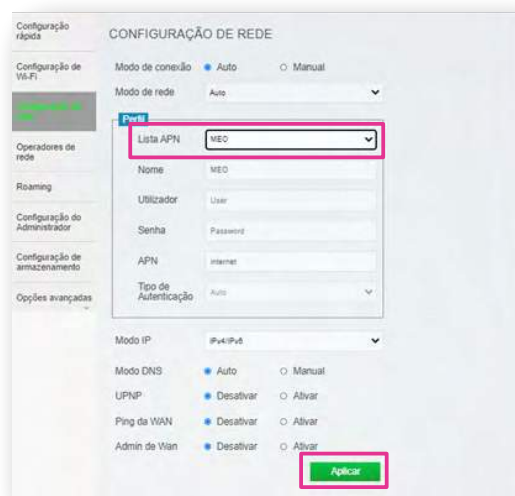 Configuração
rápida
Configuração de
Wi-Fi
Operadores de
rede
Roaming
Configuração do
Administrador
Configuração de
armazenamento
Opções avançadas
CONFIGURAÇÃO DE REDE
Modo de conexão Auto Manual
Modo de rede Auto
Perfil
Lista APN MEO
Nome MEO
Utilizador User
Senha Password
APN internet
Tipo de
Autenticação Auto
Modo IP IPv4/IPv6
Modo DNS Auto Manual
UPNP Desativar Ativar
Ping da WAN Desativar Ativar
Admin de Wan Desativar Ativar
Aplicar